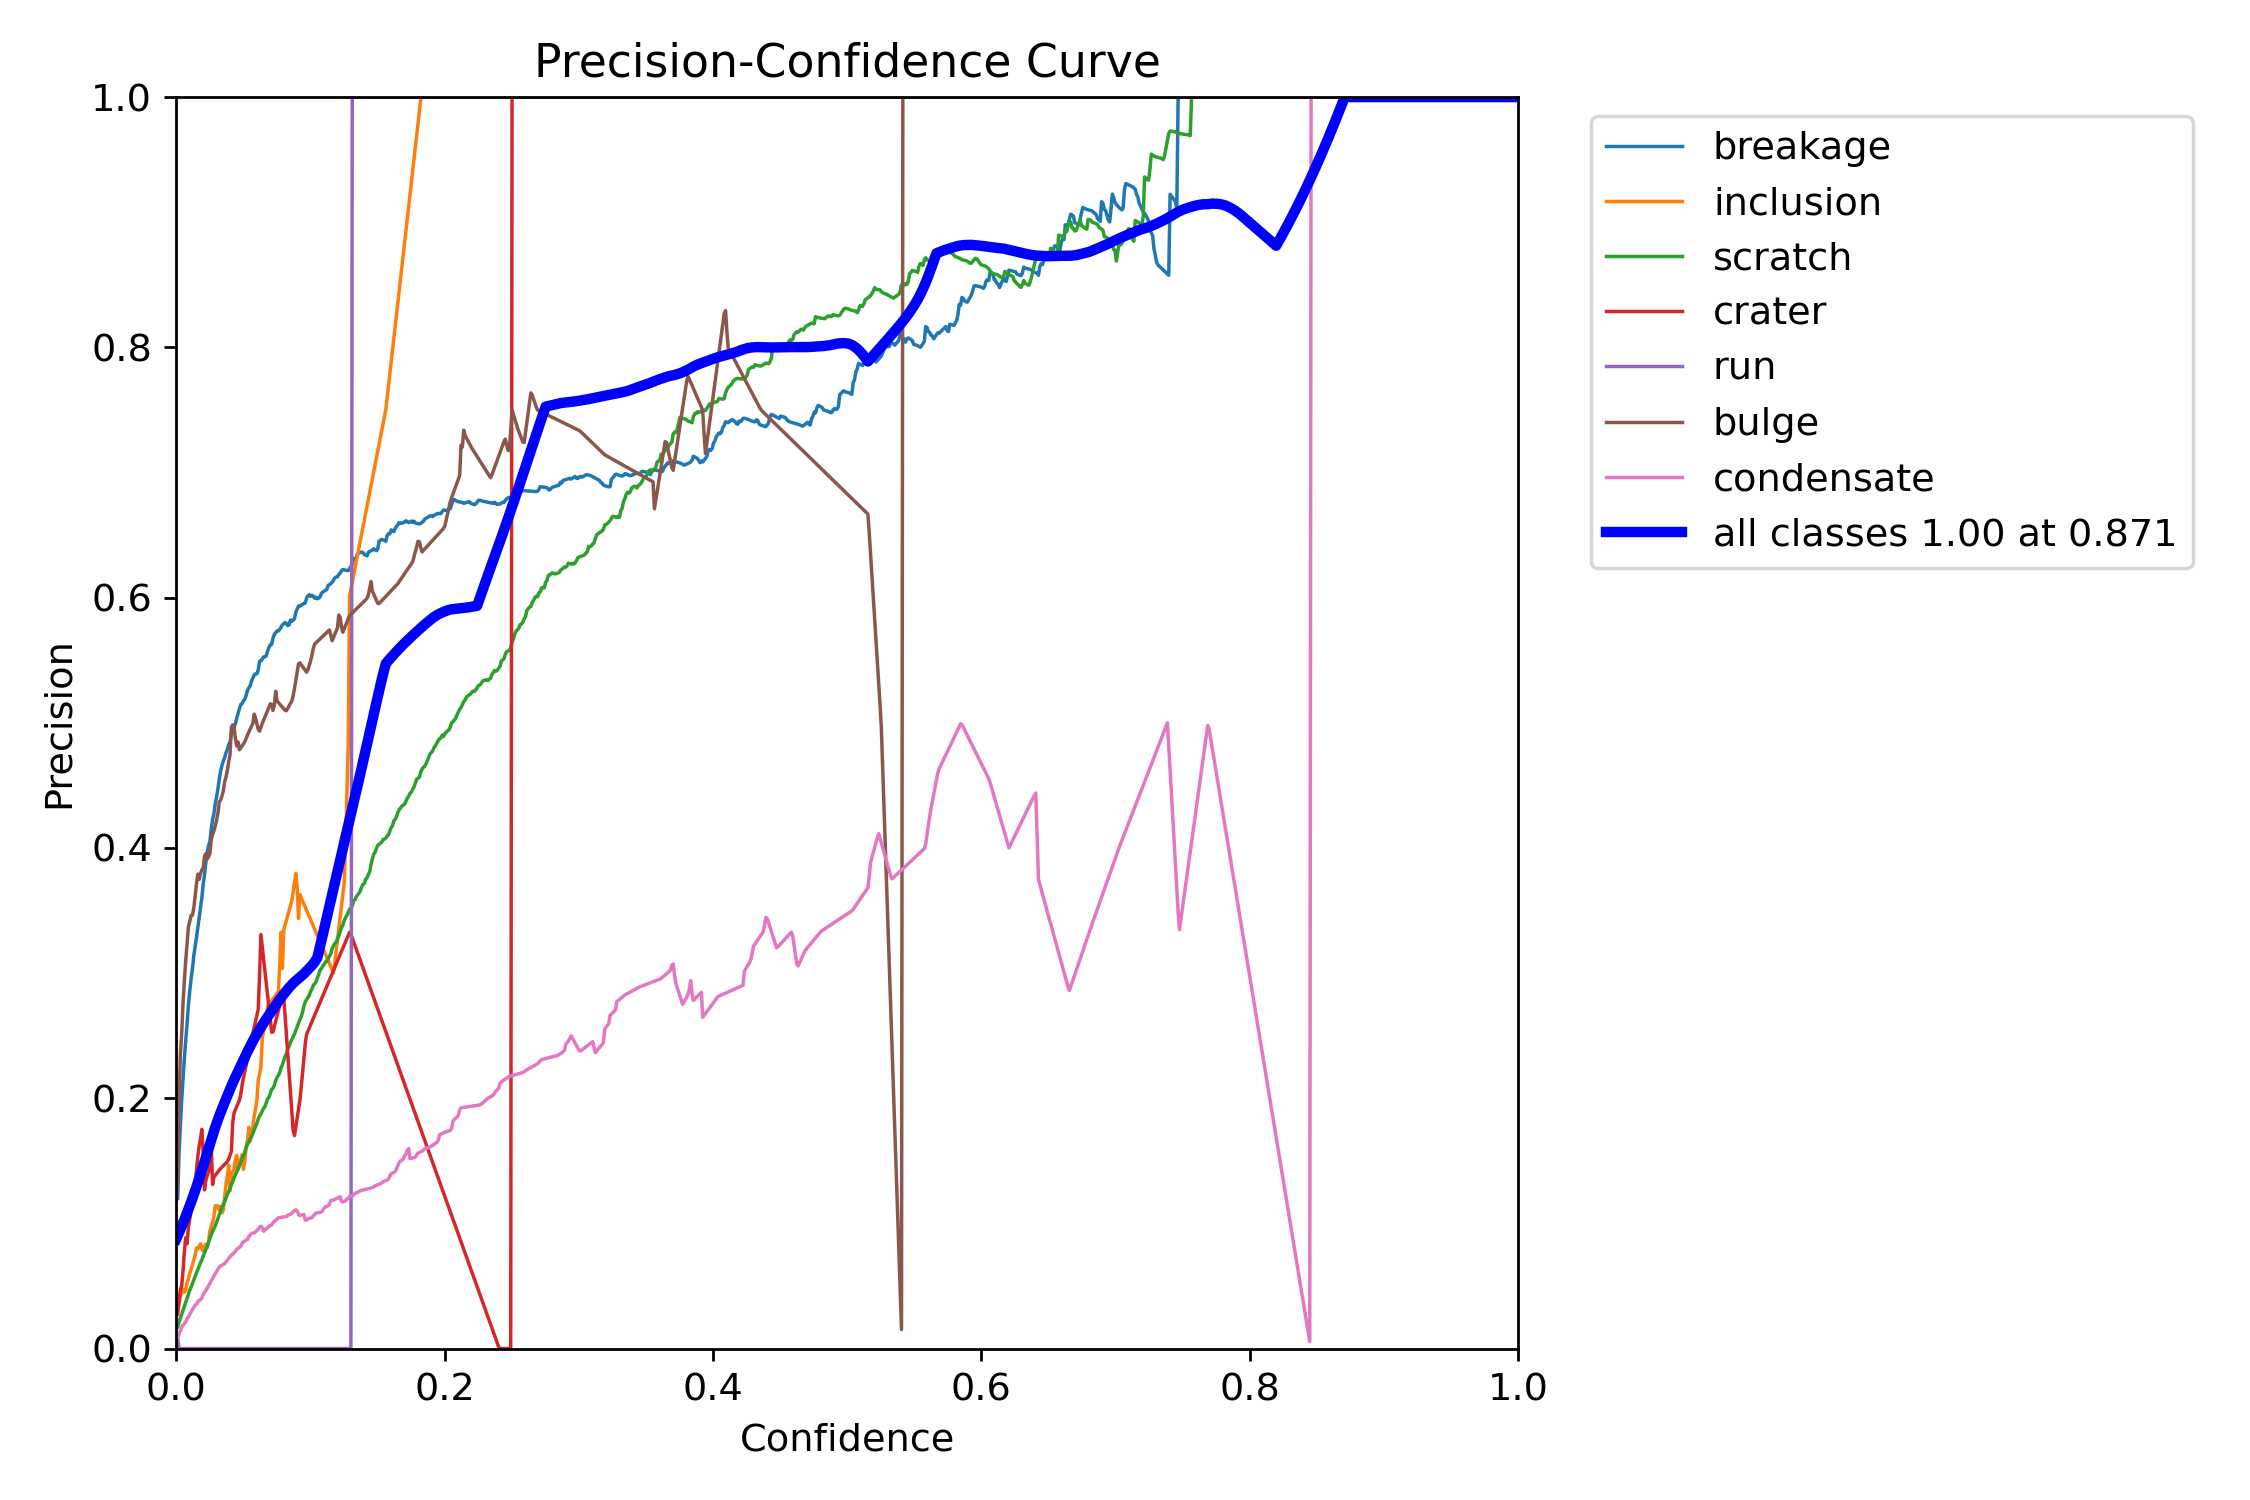 Precision-Confidence Curve
1.0
0.8
0.6
0.4
0.2
0.0
Precision
0.0 0.2 0.4 0.6 0.8 1.0
Confidence
breakage
inclusion
scratch
crater
run
bulge
condensate
all classes 1.00 at 0.871